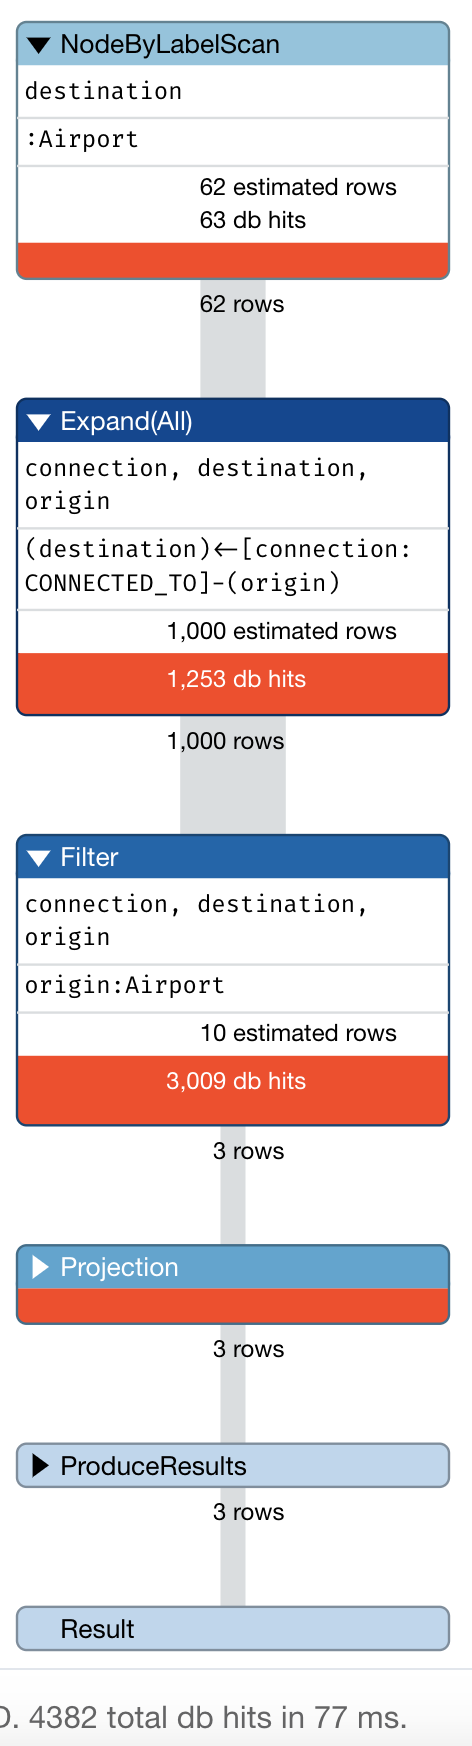 NodeByLabelScan
destination
:Airport
62 estimated rows
63 db hits
62 rows
Expand(All)
connection, destination,
origin
(destination)<-[connection:
CONNECTED_TO]-(origin)
1,000 estimated rows
1,253 db hits
1,000 rows
Filter
connection, destination,
origin
origin:Airport
10 estimated rows
3,009 db hits
3 rows
Projection
3 rows
ProduceResults
3 rows
Result
. 4382 total db hits in 77 ms.